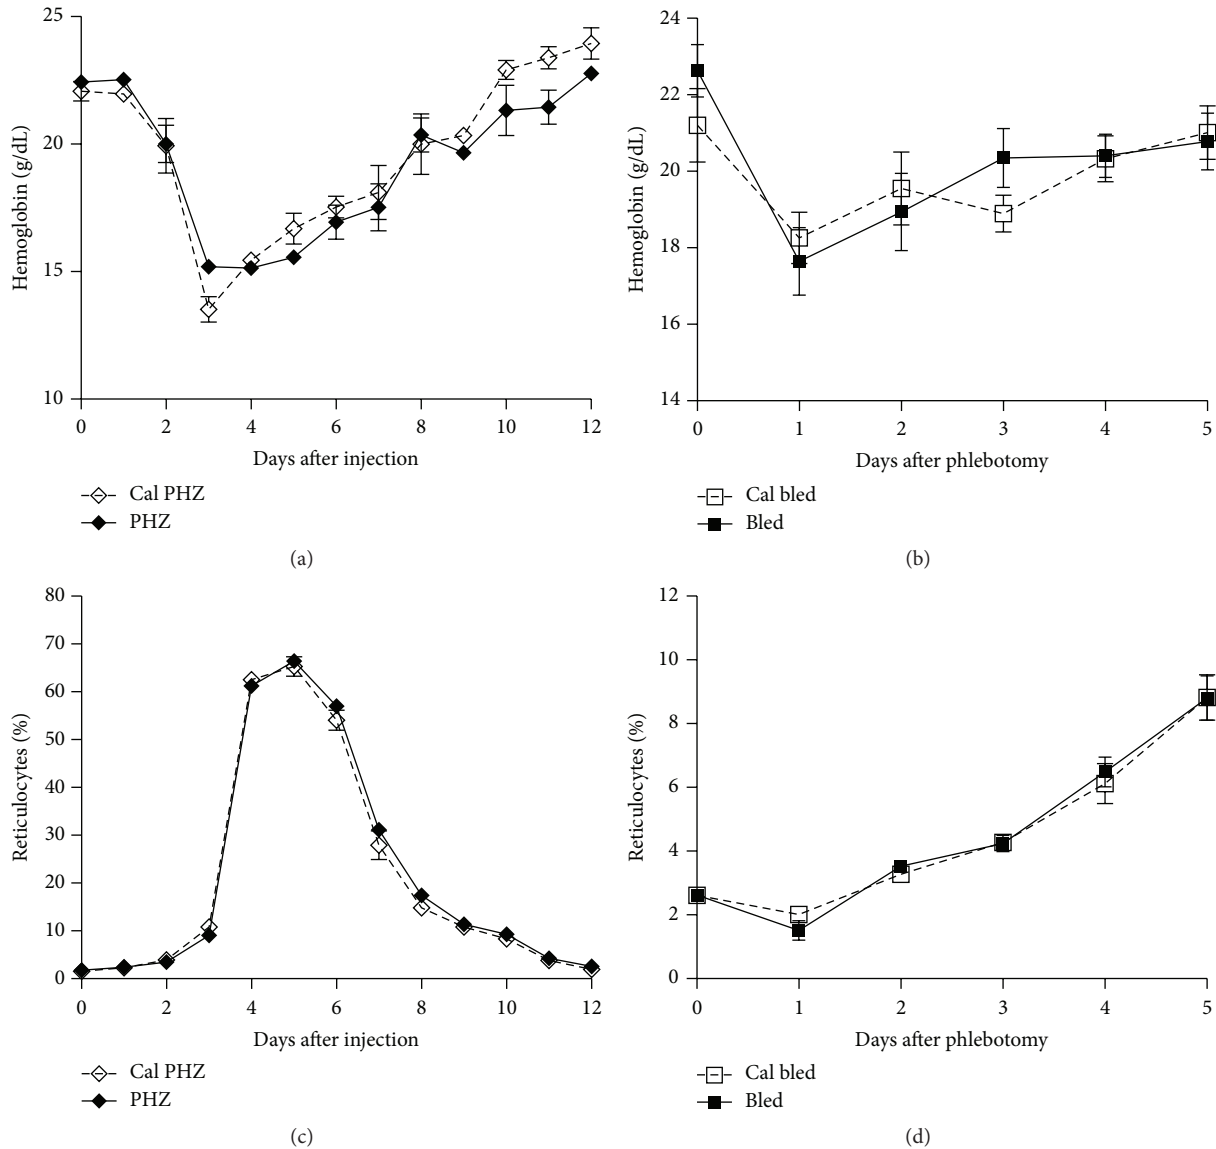 25
20
15
10
Hemoglobin (g/dL)
0 2 4 6 8 10 12
Days after injection
Cal PHZ
PHZ
(a)
24
22
20
18
16
14
Hemoglobin (g/dL)
0 1 2 3 4 5
Days after phlebotomy
Cal bled
Bled
(b)
80
70
60
50
40
30
20
10
0
Reticulocytes (%)
0 2 4 6 8 10 12
Days after injection
Cal PHZ
PHZ
(c)
12
10
8
6
4
2
0
Reticulocytes (%)
0 1 2 3 4 5
Days after phlebotomy
Cal bled
Bled
(d)